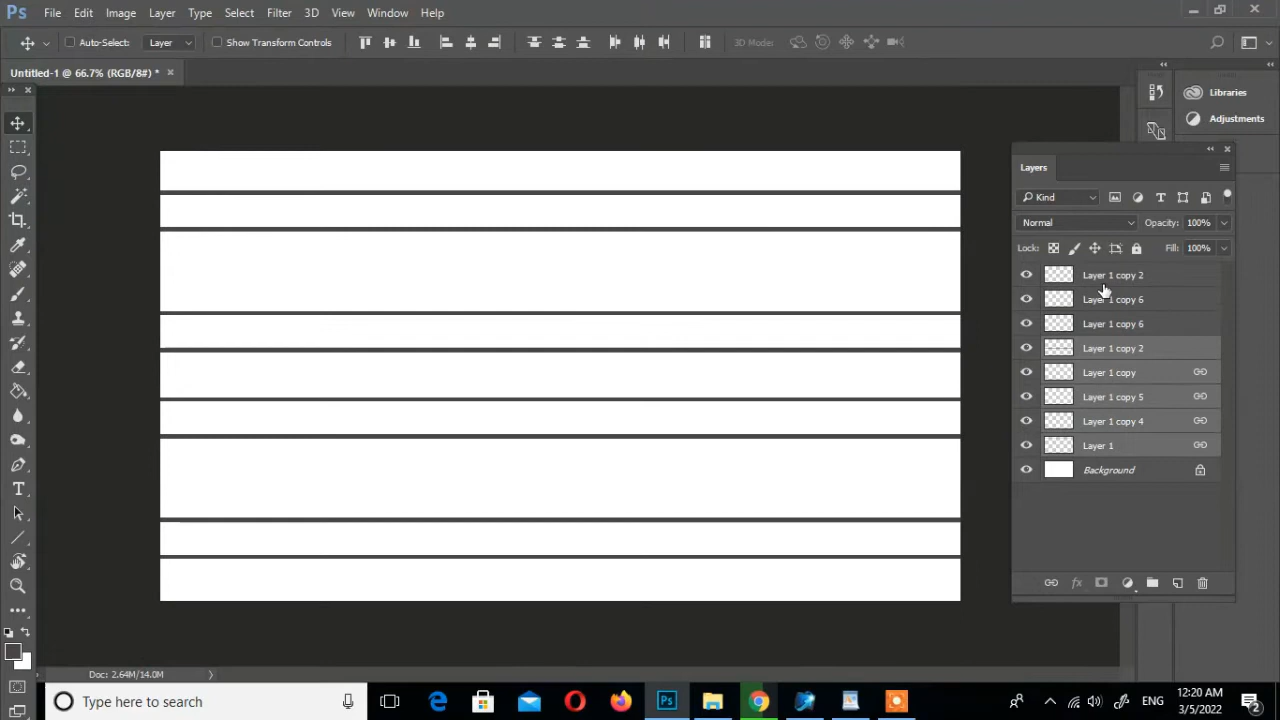 Ps File Edit Image Layer Type Select Filter 3D View Window Help
Auto-Select: Layer Show Transform Controls 3D Mode:
Untitled-1 @ 66.7% (RGB/8#) *
Libraries
Adjustments
Layers
Kind
Normal Opacity: 100%
Lock: Fill: 100%
Layer 1 copy 2
Layer 1 copy 6
Layer 1 copy 6
Layer 1 copy 2
Layer 1 copy
Layer 1 copy 5
Layer 1 copy 4
Layer 1
Background
fx
Doc: 2.64M/14.0M
Type here to search
Ps
ENG
12:20 AM
3/5/2022
2